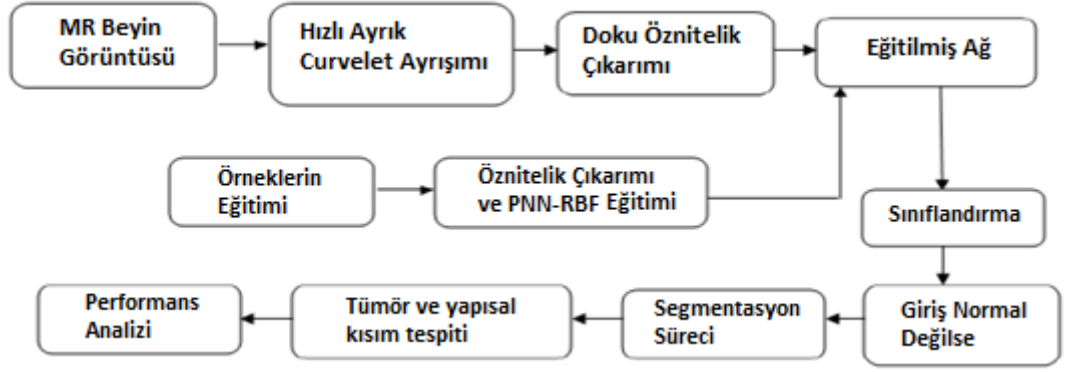 MR Beyin
Görüntüsü
Hızlı Ayrık
Curvelet Ayrışımı
Doku Öznitelik
Çıkarımı
Eğitilmiş Ağ
Örneklerin
Eğitimi
Öznitelik Çıkarımı
ve PNN-RBF Eğitimi
Sınıflandırma
Giriş Normal
Değilse
Segmentasyon
Süreci
Tümör ve yapısal
kısım tespiti
Performans
Analizi